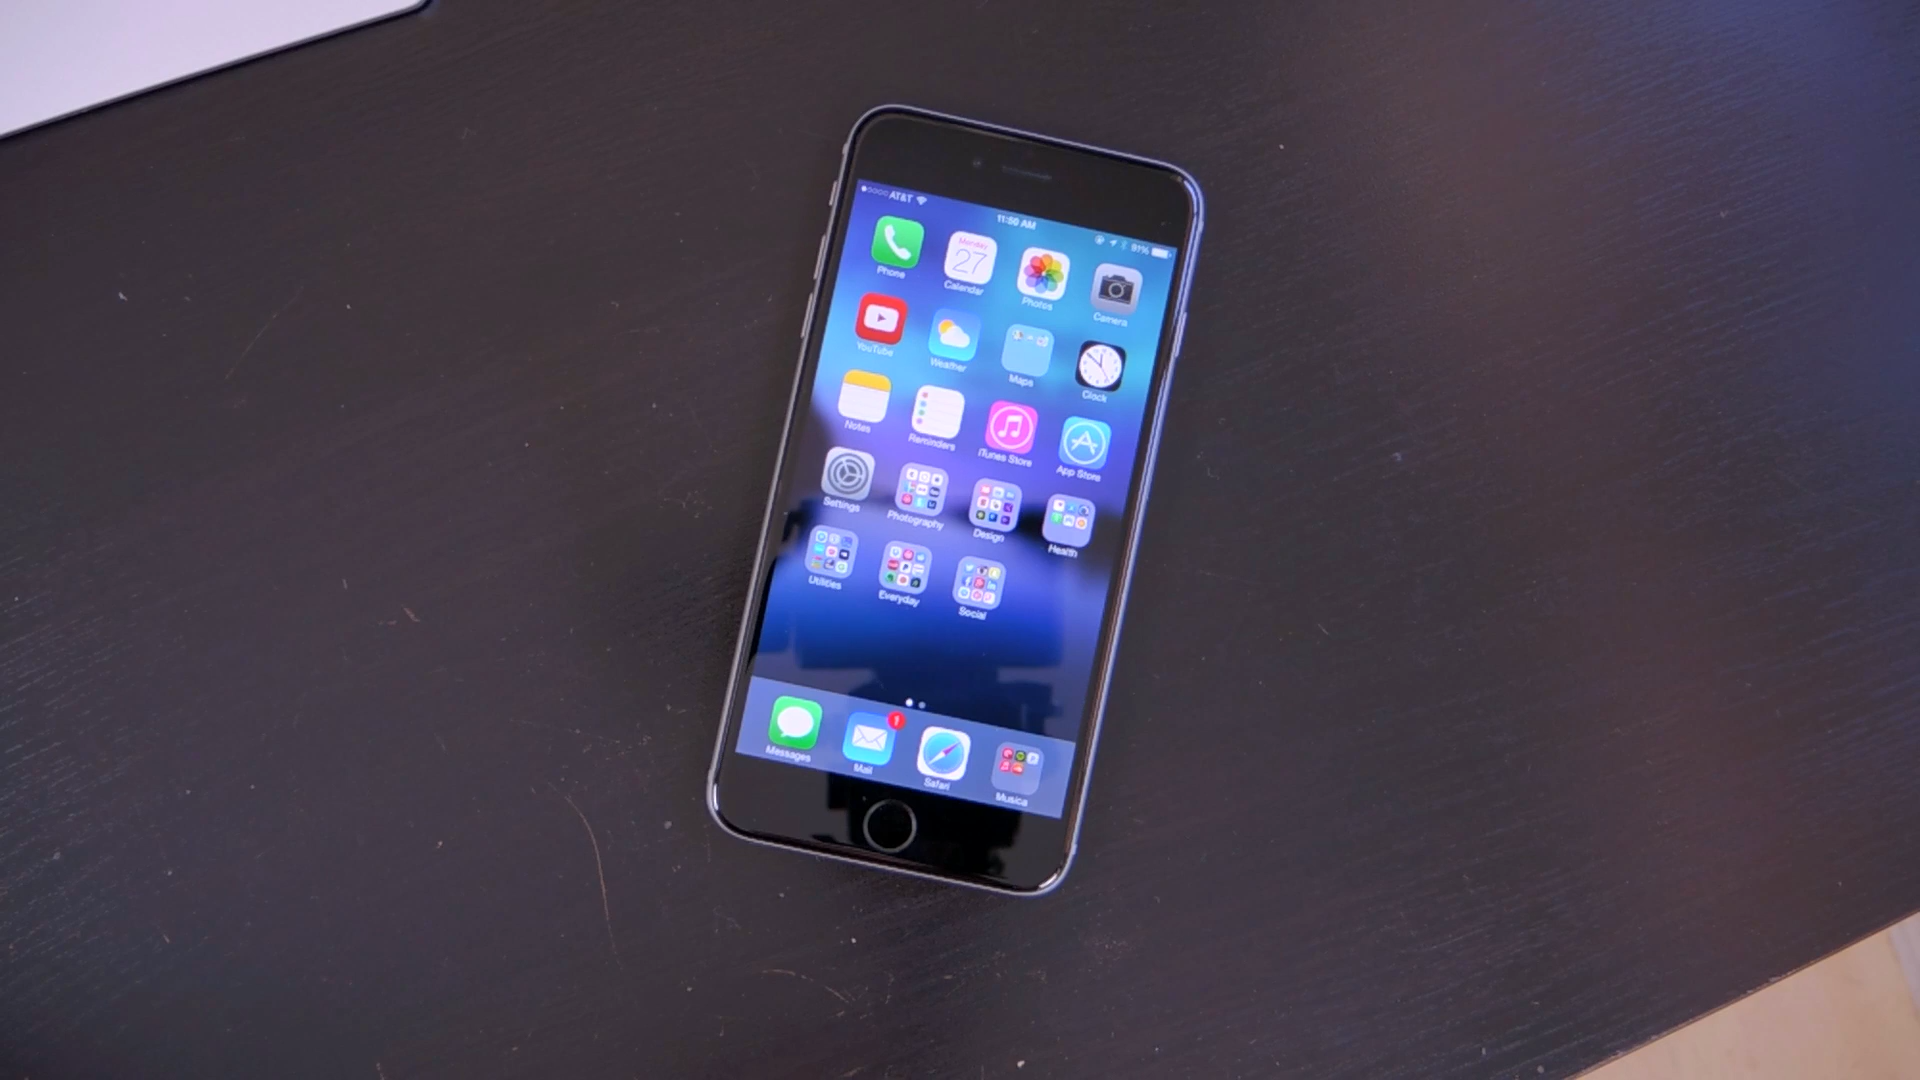 AT&T
11:50 AM
91%
Monday
27
Phone
Calendar
Photos
Camera
YouTube
Weather
Maps
Clock
Notes
Reminders
iTunes Store
App Store
Settings
Photography
Design
Health
Utilities
Everyday
Social
1
Messages
Mail
Safari
Musica